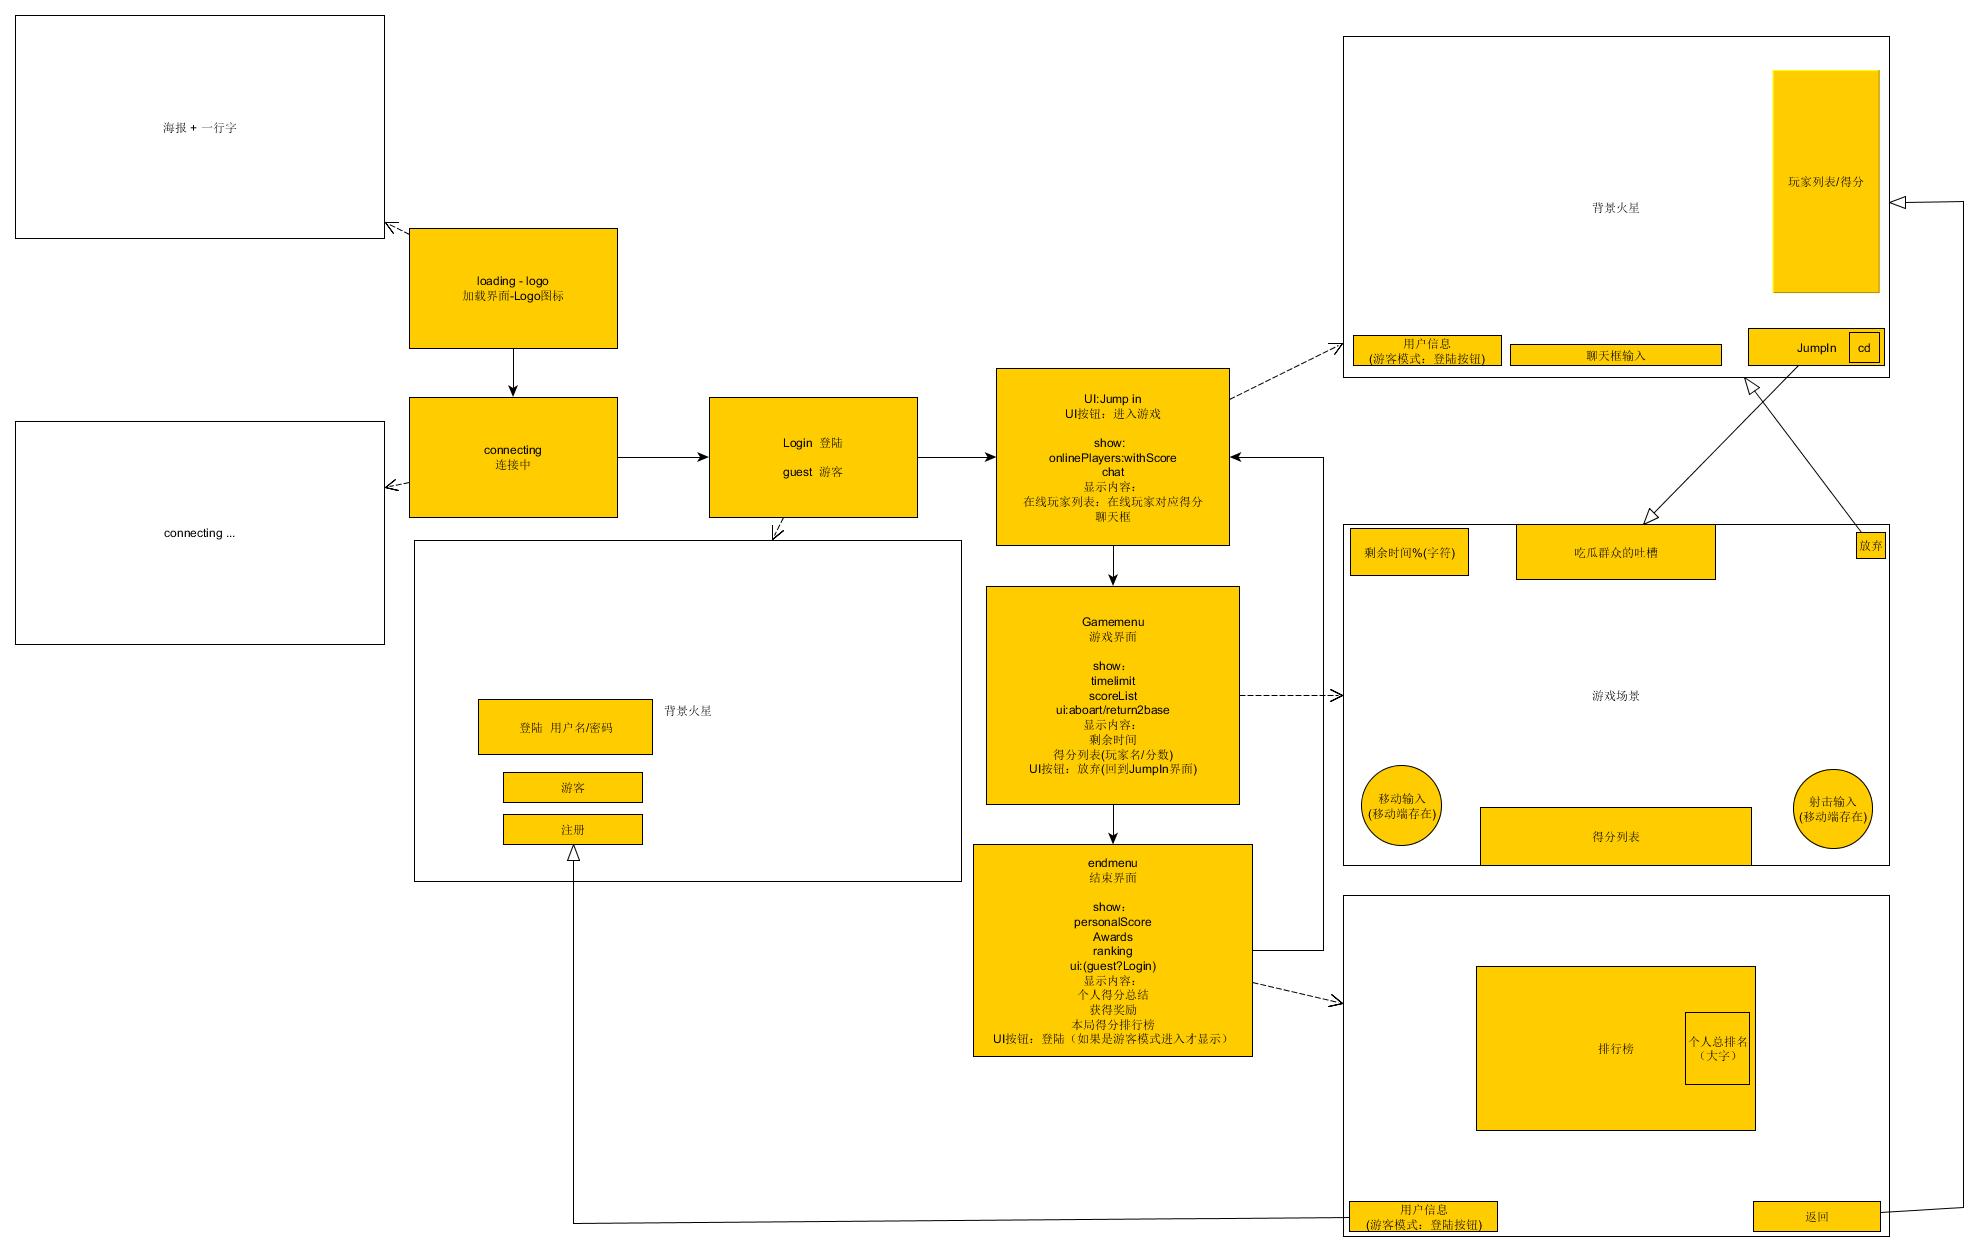 海报 + 一行字
loading - logo
加载界面-Logo图标
connecting
连接中
connecting ...
Login  登陆
guest  游客
背景火星
登陆  用户名/密码
游客
注册
UI:Jump in
UI按钮：进入游戏
show:
onlinePlayers:withScore
chat
显示内容：
在线玩家列表：在线玩家对应得分
聊天框
Gamemenu
游戏界面
show：
timelimit
scoreList
ui:aboart/return2base
显示内容：
剩余时间
得分列表(玩家名/分数)
UI按钮：放弃(回到JumpIn界面)
endmenu
结束界面
show：
personalScore
Awards
ranking
ui:(guest?Login)
显示内容：
个人得分总结
获得奖励
本局得分排行榜
UI按钮：登陆（如果是游客模式进入才显示）
玩家列表/得分
背景火星
用户信息
(游客模式：登陆按钮)
聊天框输入
JumpIn
cd
剩余时间%(字符)
吃瓜群众的吐槽
放弃
游戏场景
移动输入
(移动端存在)
射击输入
(移动端存在)
得分列表
排行榜
个人总排名
（大字）
用户信息
(游客模式：登陆按钮)
返回